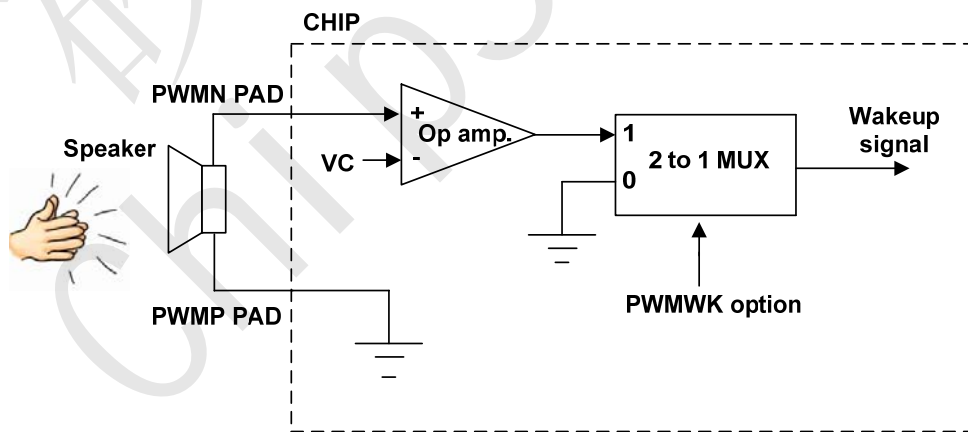 CHIP
PWMN PAD
Speaker
VC
+
-
Op amp.
1
0
2 to 1 MUX
Wakeup
signal
PWMWK option
PWMP PAD
Chips